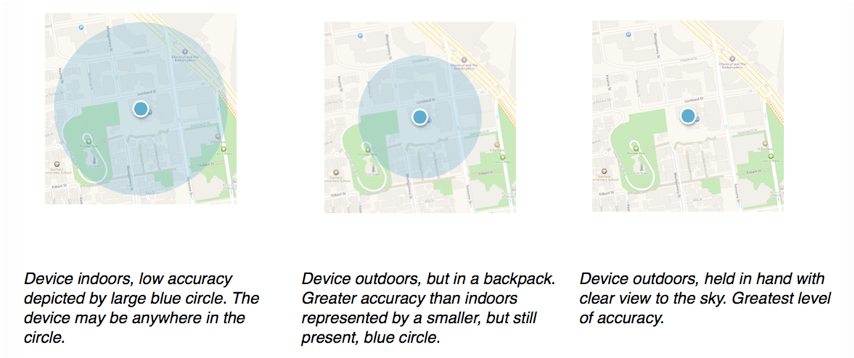 Device indoors, low accuracy
depicted by large blue circle. The
device may be anywhere in the
circle.
Device outdoors, but in a backpack.
Greater accuracy than indoors
represented by a smaller, but still
present, blue circle.
Device outdoors, held in hand with
clear view to the sky. Greatest level
of accuracy.